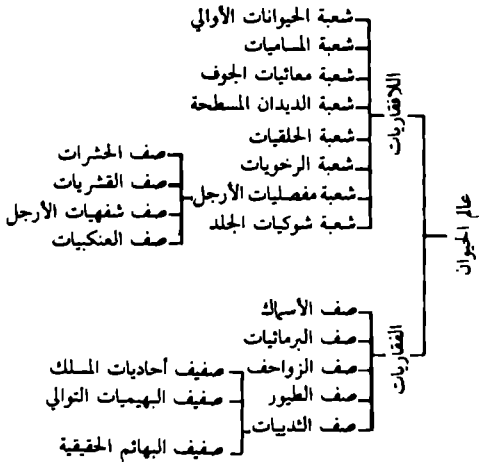 عالم الحيوان
اللافقاريات
شعبة الحيوانات الأوالي
شعبة المساميات
شعبة معائيات الجوف
شعبة الديدان المسطحة
شعبة الحلقيات
شعبة الرخويات
شعبة مفصليات الأرجل
شعبة شوكيات الجلد
صف الحشرات
صف القشريات
صف شفهيات الأرجل
صف العنكبيات
الفقاريات
صف الأسماك
صف البرمائيات
صف الزواحف
صف الطيور
صف الثدييات
صفيف أحاديات المسلك
صفيف البهيميات التوالي
صفيف البهائم الحقيقية